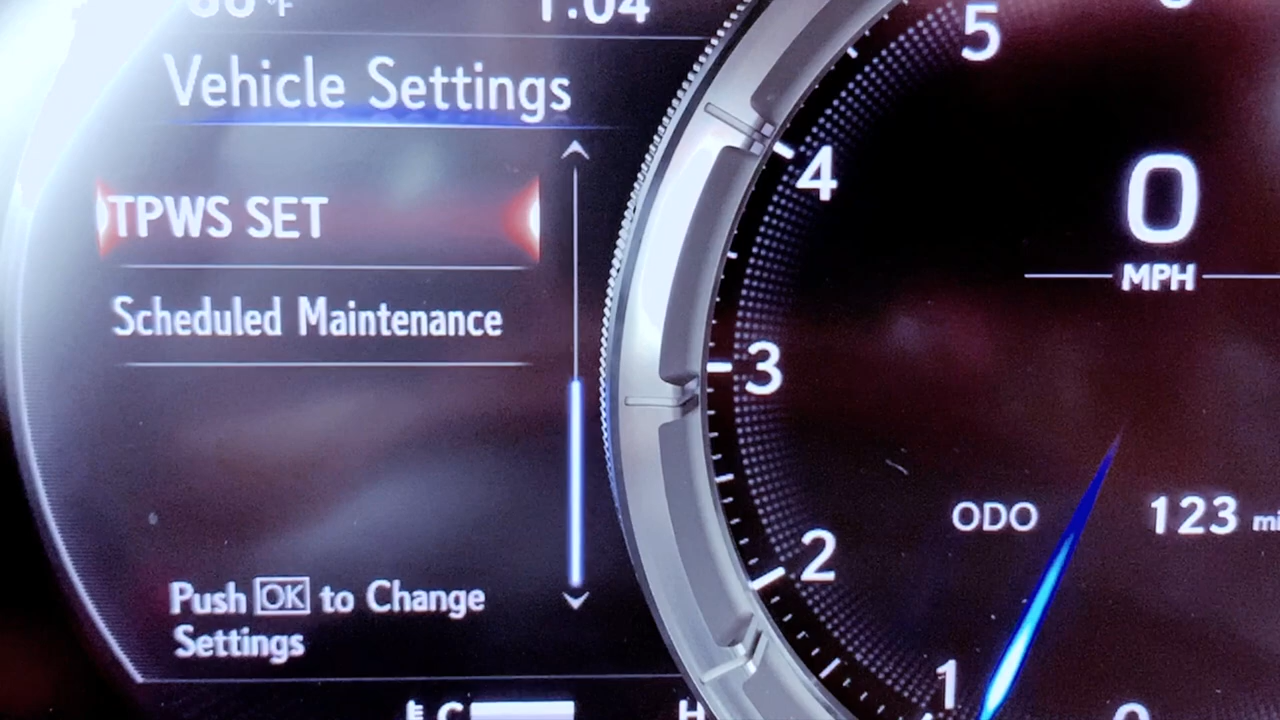 1:04
Vehicle Settings
TPWS SET
Scheduled Maintenance
Push OK to Change
Settings
C H
5
4
3
2
1
0
MPH
ODO 123 mi